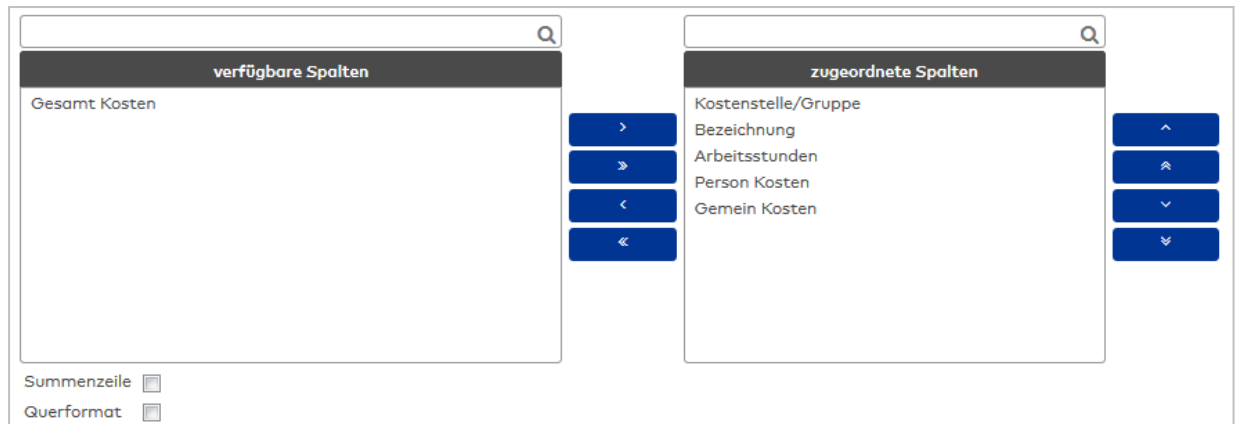 verfügbare Spalten
Gesamt Kosten
zugeordnete Spalten
Kostenstelle/Gruppe
Bezeichnung
Arbeitsstunden
Person Kosten
Gemein Kosten
Summenzeile
Querformat